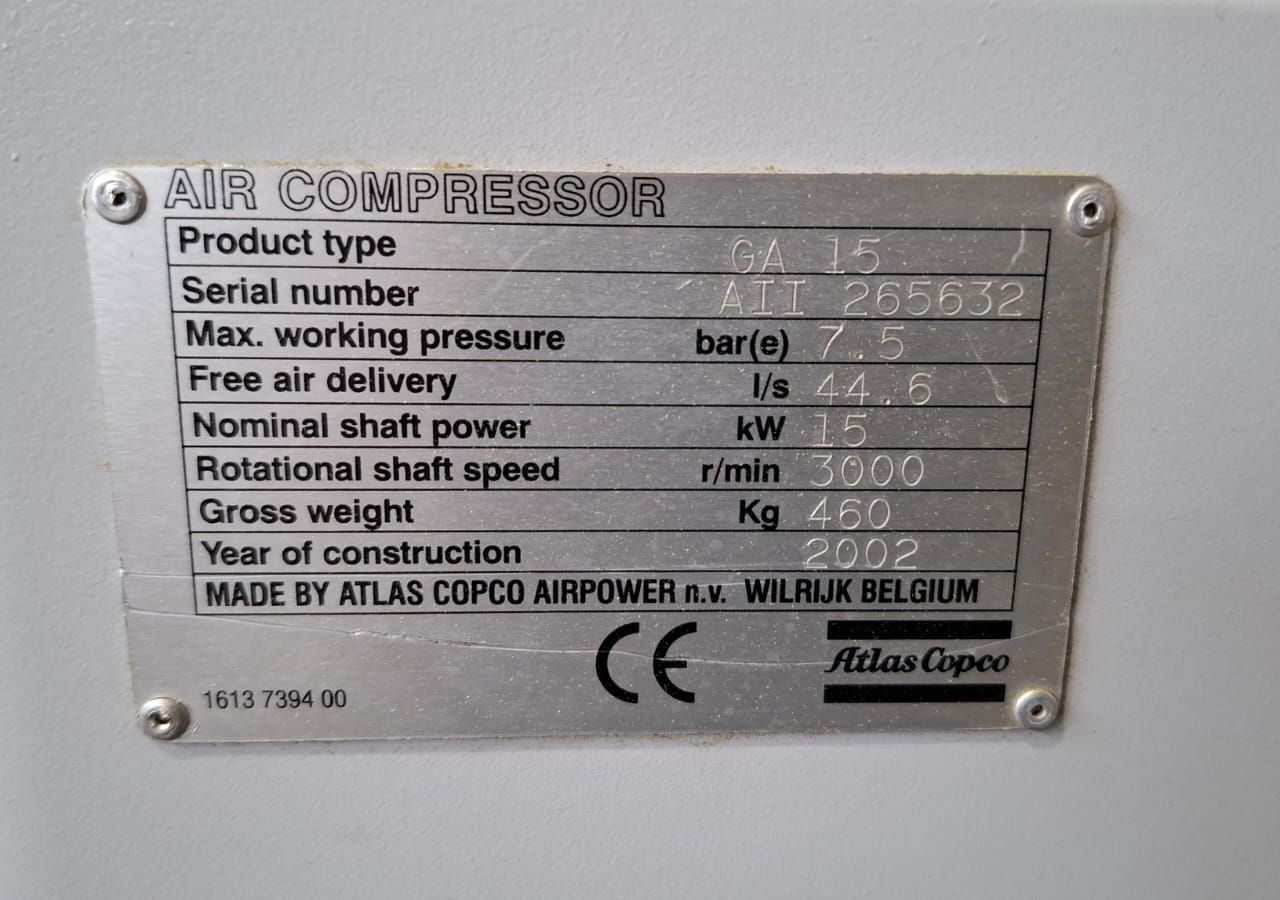 AIR COMPRESSOR
Product type GA 15
Serial number AII 265632
Max. working pressure bar(e) 7.5
Free air delivery l/s 44.6
Nominal shaft power kW 15
Rotational shaft speed r/min 3000
Gross weight Kg 460
Year of construction 2002
MADE BY ATLAS COPCO AIRPOWER n.v. WILRIJK BELGIUM
CE
Atlas Copco
1613 7394 00